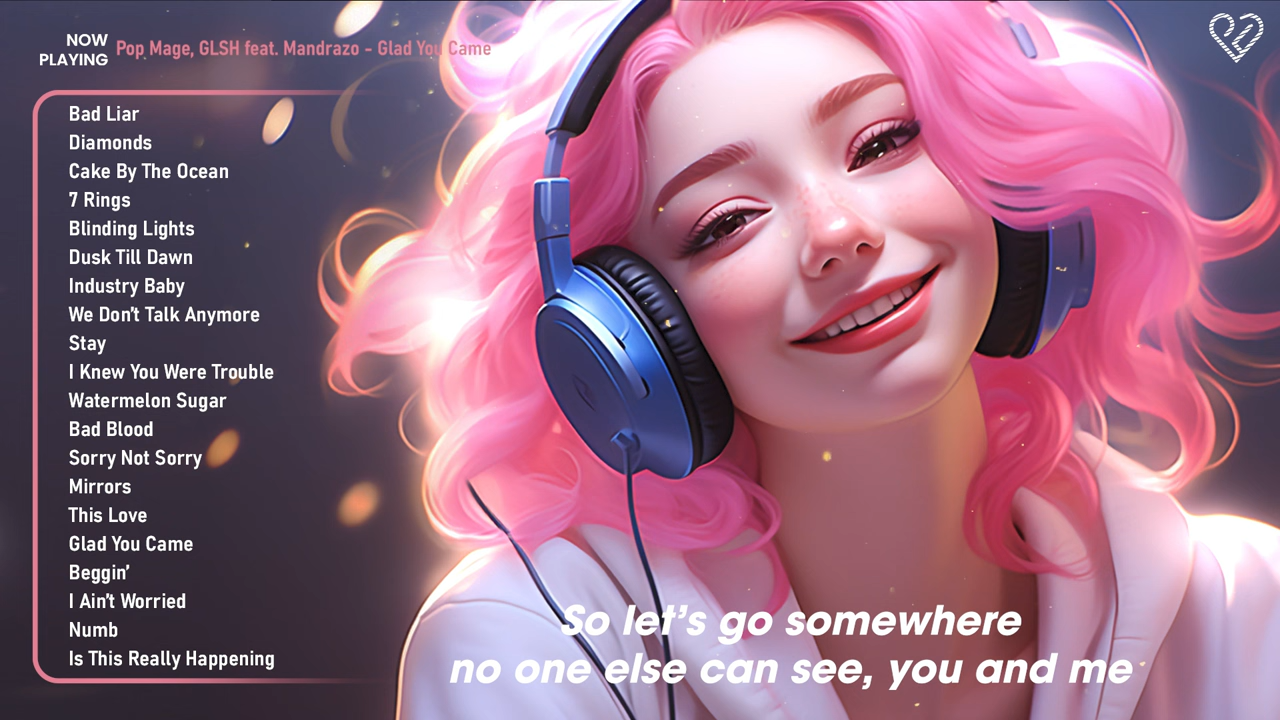 NOW
PLAYING
Pop Mage, GLSH feat. Mandrazo - Glad You Came
Bad Liar
Diamonds
Cake By The Ocean
7 Rings
Blinding Lights
Dusk Till Dawn
Industry Baby
We Don't Talk Anymore
Stay
I Knew You Were Trouble
Watermelon Sugar
Bad Blood
Sorry Not Sorry
Mirrors
This Love
Glad You Came
Beggin'
I Ain't Worried
Numb
Is This Really Happening
So let's go somewhere
no one else can see, you and me